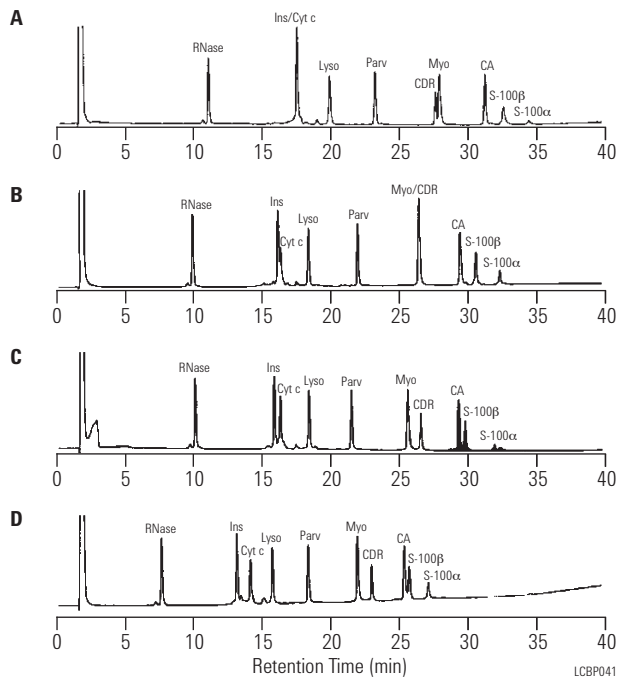 A
RNase
Ins/Cyt c
Lyso
Parv
CDR
Myo
CA
S-100β
S-100α
0 5 10 15 20 25 30 35 40
B
RNase
Ins
Cyt c
Lyso
Parv
Myo/CDR
CA
S-100β
S-100α
0 5 10 15 20 25 30 35 40
C
RNase
Ins
Cyt c
Lyso
Parv
Myo
CDR
CA
S-100β
S-100α
0 5 10 15 20 25 30 35 40
D
RNase
Ins
Cyt c
Lyso
Parv
Myo
CDR
CA
S-100β
S-100α
0 5 10 15 20 25 30 35 40
Retention Time (min)
LCBP041